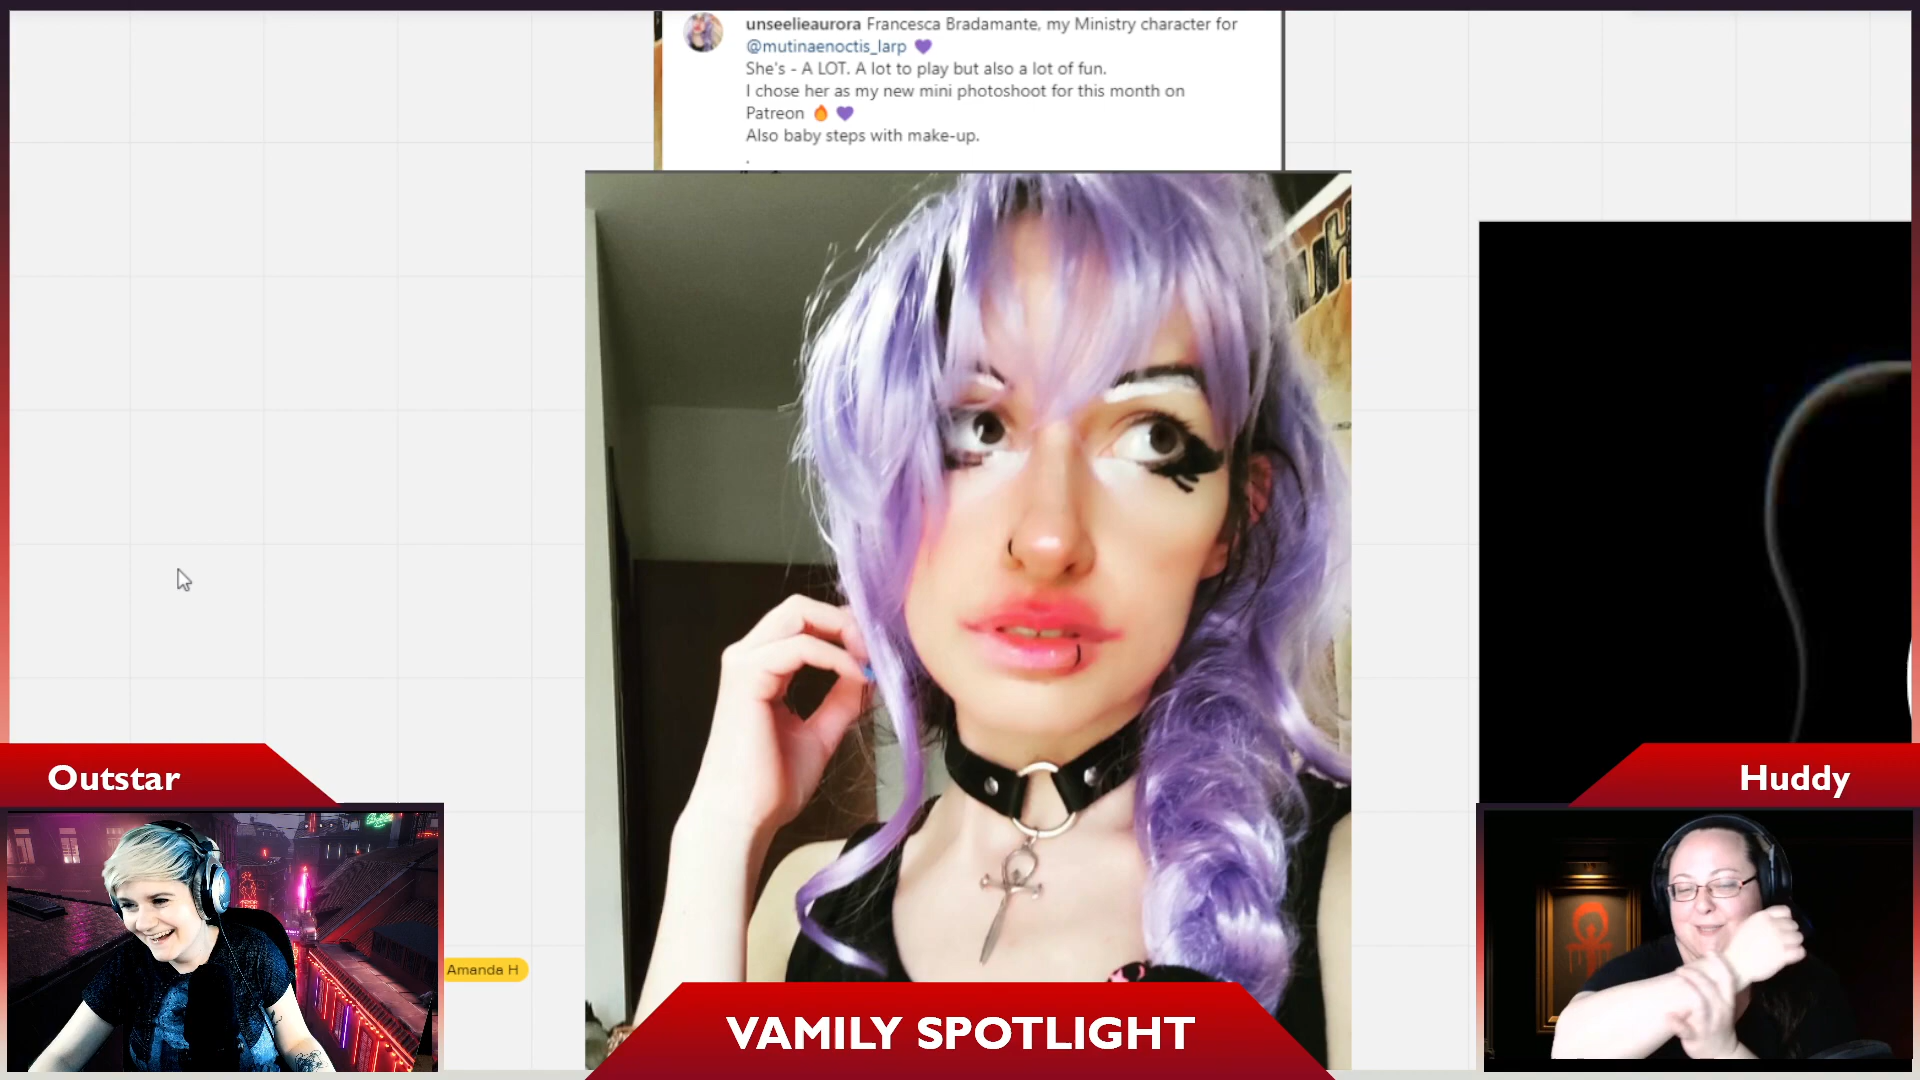 unseelieaurora Francesca Bradamante, my Ministry character for
@mutinaenoctis_larp 💜
She's - A LOT. A lot to play but also a lot of fun.
I chose her as my new mini photoshoot for this month on
Patreon 🔥 💜
Also baby steps with make-up.
.
Outstar
Huddy
Amanda H
VAMILY SPOTLIGHT